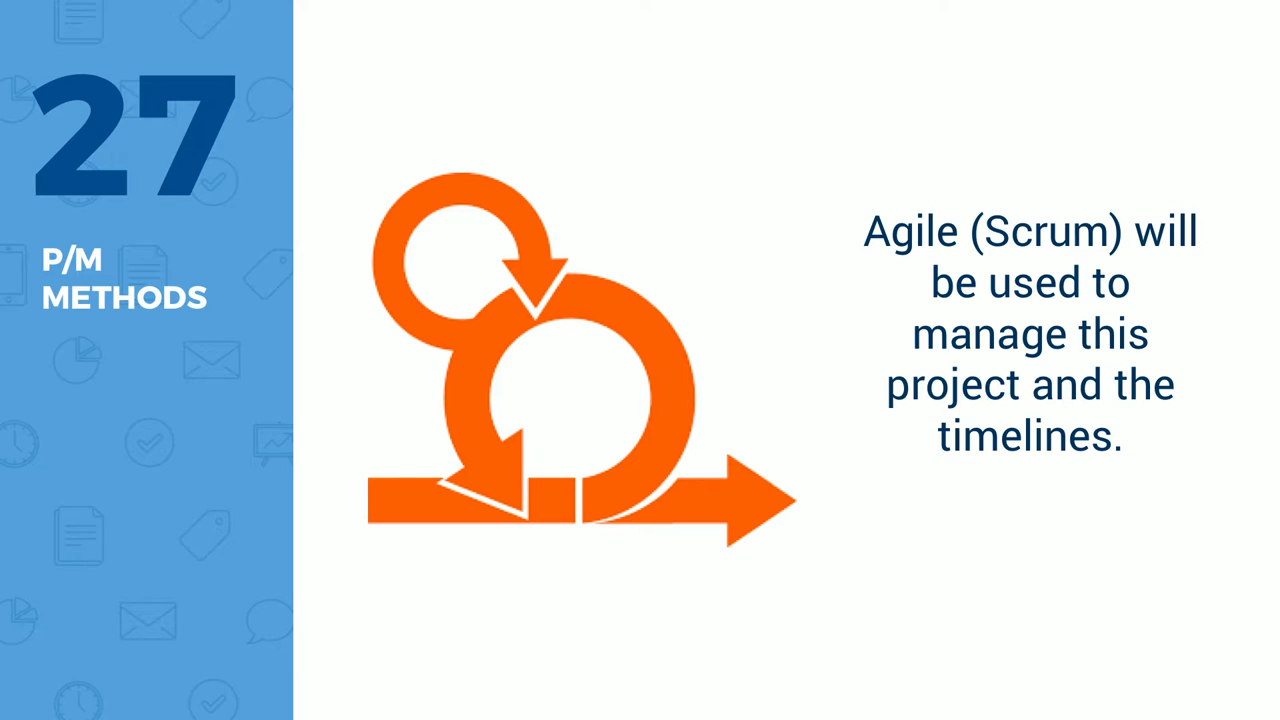 27
P/M
METHODS
Agile (Scrum) will
be used to
manage this
project and the
timelines.